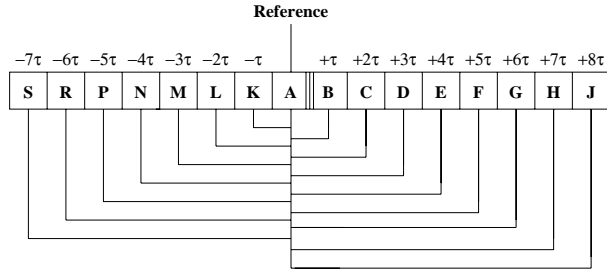 Reference
−7τ −6τ −5τ −4τ −3τ −2τ −τ +τ +2τ +3τ +4τ +5τ +6τ +7τ +8τ
S R P N M L K A B C D E F G H J